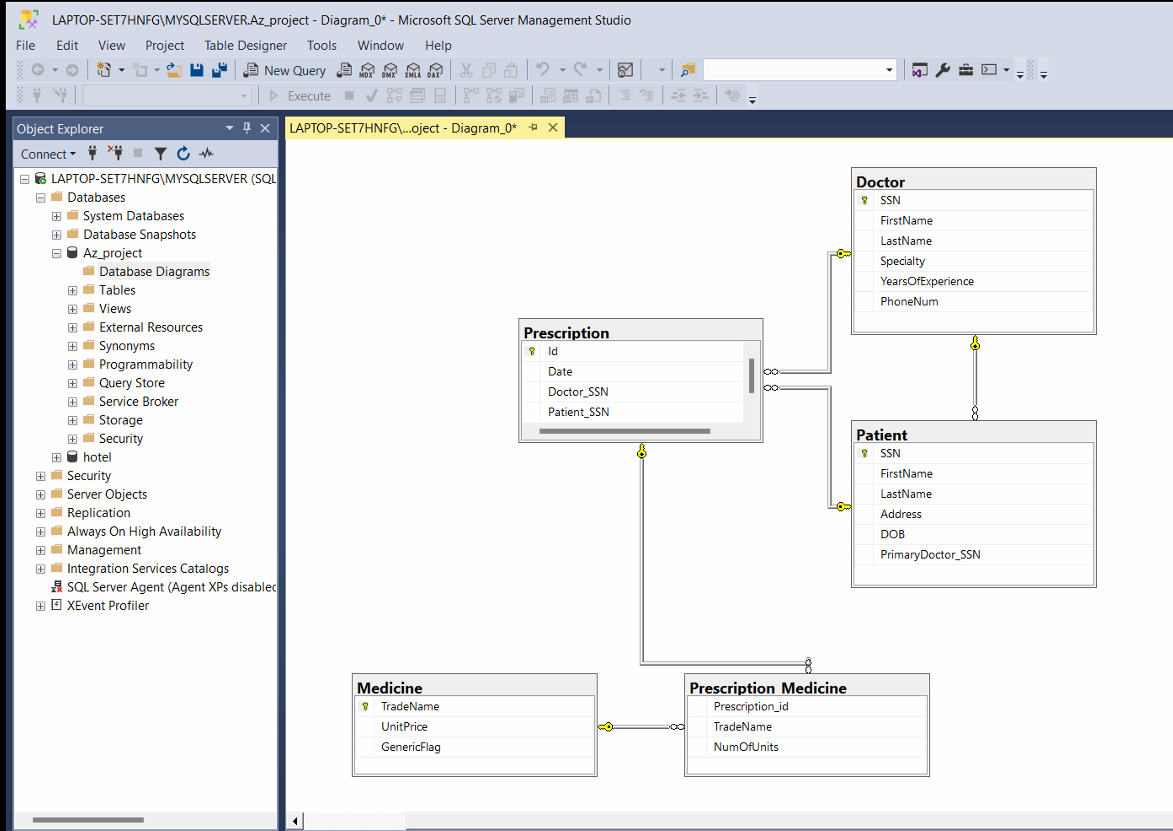 LAPTOP-SET7HNFG\MYSQLSERVER.Az_project - Diagram_0* - Microsoft SQL Server Management Studio
File Edit View Project Table Designer Tools Window Help
New Query MDX DMX XMLA DAX
Execute
Object Explorer
Connect
LAPTOP-SET7HNFG\MYSQLSERVER (SQL
Databases
System Databases
Database Snapshots
Az_project
Database Diagrams
Tables
Views
External Resources
Synonyms
Programmability
Query Store
Service Broker
Storage
Security
hotel
Security
Server Objects
Replication
Always On High Availability
Management
Integration Services Catalogs
SQL Server Agent (Agent XPs disabled
XEvent Profiler
LAPTOP-SET7HNFG\...oject - Diagram_0*
Doctor
SSN
FirstName
LastName
Specialty
YearsOfExperience
PhoneNum
Prescription
Id
Date
Doctor_SSN
Patient_SSN
Patient
SSN
FirstName
LastName
Address
DOB
PrimaryDoctor_SSN
Medicine
TradeName
UnitPrice
GenericFlag
Prescription_Medicine
Prescription_id
TradeName
NumOfUnits